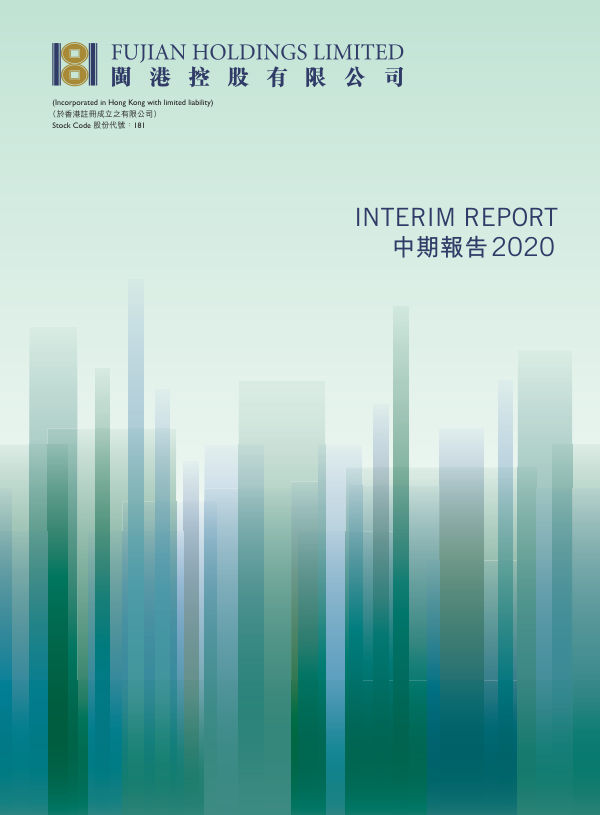 FUJIAN HOLDINGS LIMITED
閩港控股有限公司
(Incorporated in Hong Kong with limited liability)
（於香港註冊成立之有限公司）
Stock Code 股份代號：181
INTERIM REPORT
中期報告2020